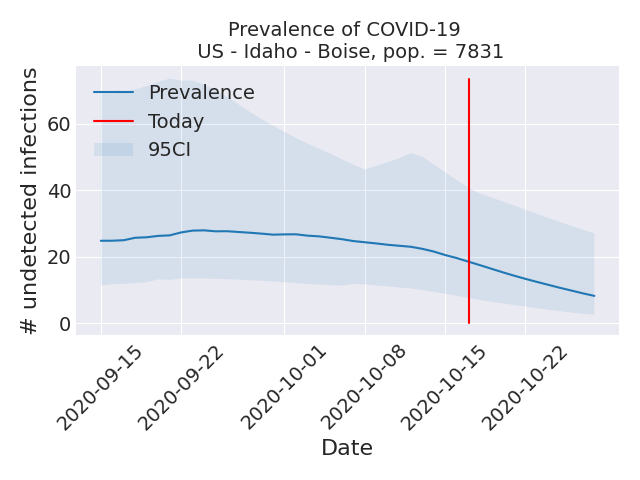 Prevalence of COVID-19
US - Idaho - Boise, pop. = 7831
# undetected infections
60
40
20
0
Prevalence
Today
95CI
2020-09-15
2020-09-22
2020-10-01
2020-10-08
2020-10-15
2020-10-22
Date